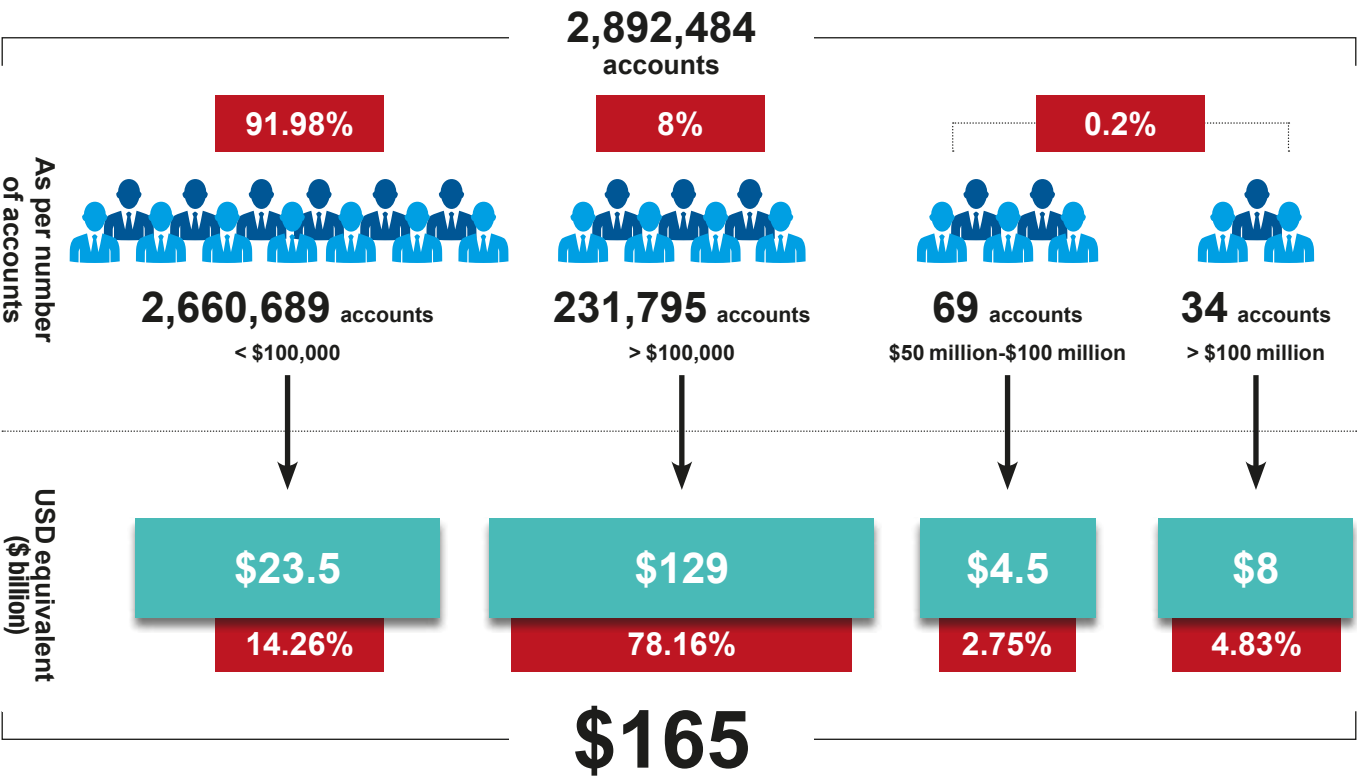 2,892,484
accounts
91.98%
8%
0.2%
As per number
of accounts
2,660,689 accounts
< $100,000
231,795 accounts
> $100,000
69 accounts
$50 million-$100 million
34 accounts
> $100 million
USD equivalent
($ billion)
$23.5
$129
$4.5
$8
14.26%
78.16%
2.75%
4.83%
$165